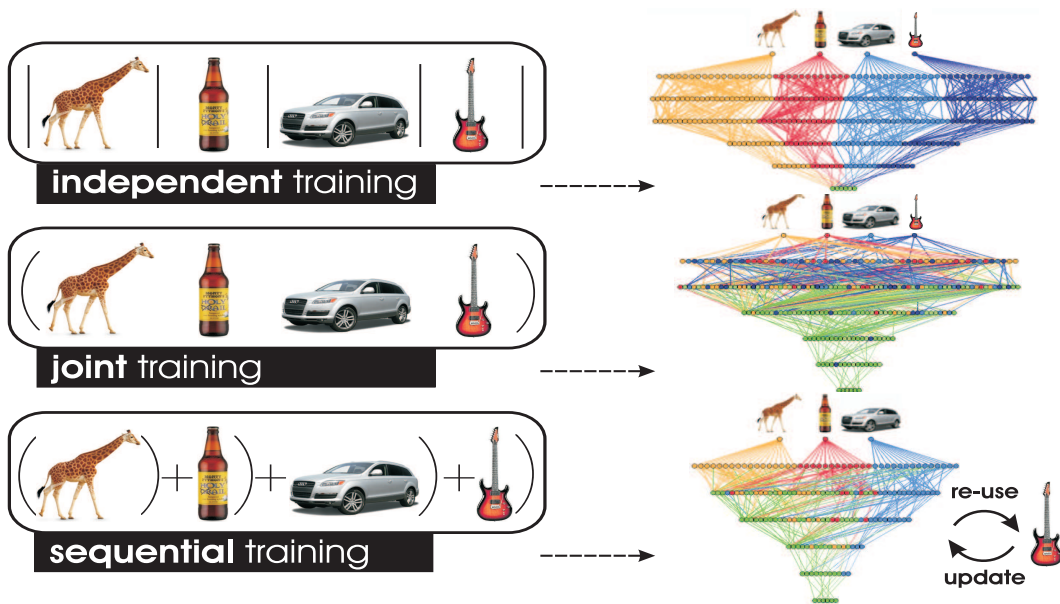 independent training
joint training
sequential training
re-use
update